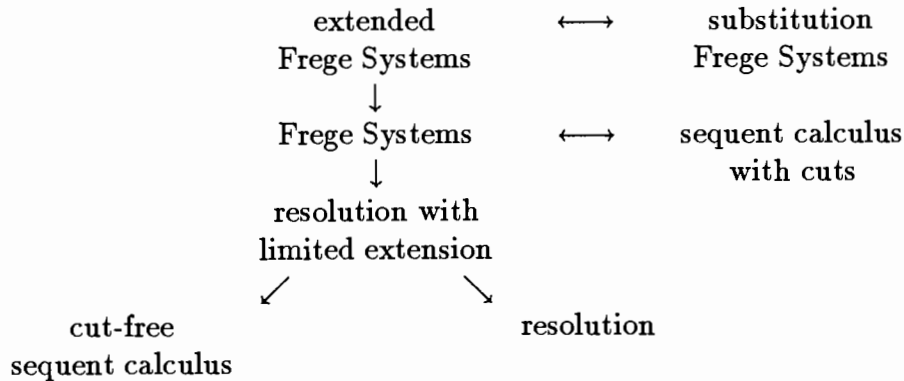 extended ⟷ substitution
Frege Systems Frege Systems
↓
Frege Systems ⟷ sequent calculus
↓ with cuts
resolution with
limited extension
↙ ↘
cut-free resolution
sequent calculus